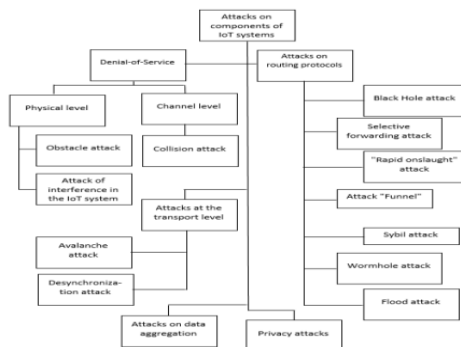 Attacks on
components of
IoT systems
Denial-of-Service
Attacks on
routing protocols
Physical level
Channel level
Black Hole attack
Obstacle attack
Collision attack
Selective
forwarding attack
"Rapid onslaught"
attack
Attack of
interference in
the IoT system
Attacks at the
transport level
Attack "Funnel"
Avalanche
attack
Sybil attack
Desynchroniza-
tion attack
Wormhole attack
Flood attack
Attacks on data
aggregation
Privacy attacks